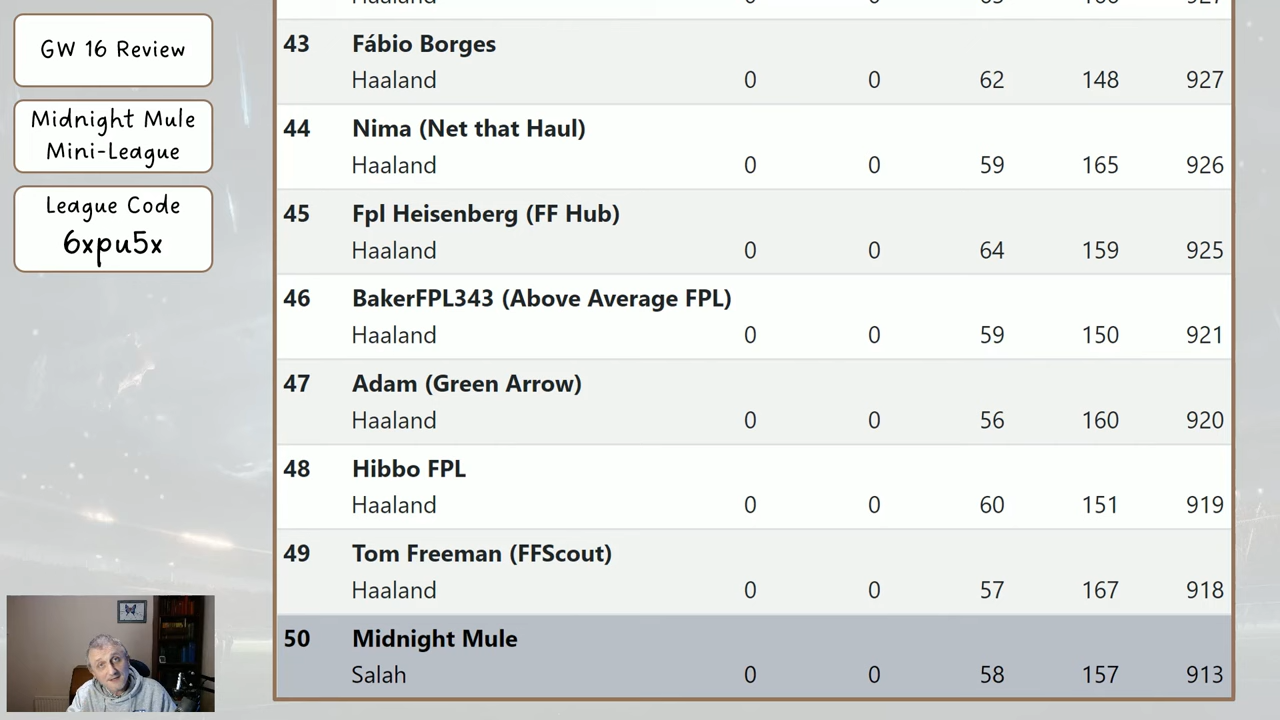 GW 16 Review
Midnight Mule
Mini-League
League Code
6xpu5x
43 Fábio Borges
Haaland 0 0 62 148 927
44 Nima (Net that Haul)
Haaland 0 0 59 165 926
45 Fpl Heisenberg (FF Hub)
Haaland 0 0 64 159 925
46 BakerFPL343 (Above Average FPL)
Haaland 0 0 59 150 921
47 Adam (Green Arrow)
Haaland 0 0 56 160 920
48 Hibbo FPL
Haaland 0 0 60 151 919
49 Tom Freeman (FFScout)
Haaland 0 0 57 167 918
50 Midnight Mule
Salah 0 0 58 157 913